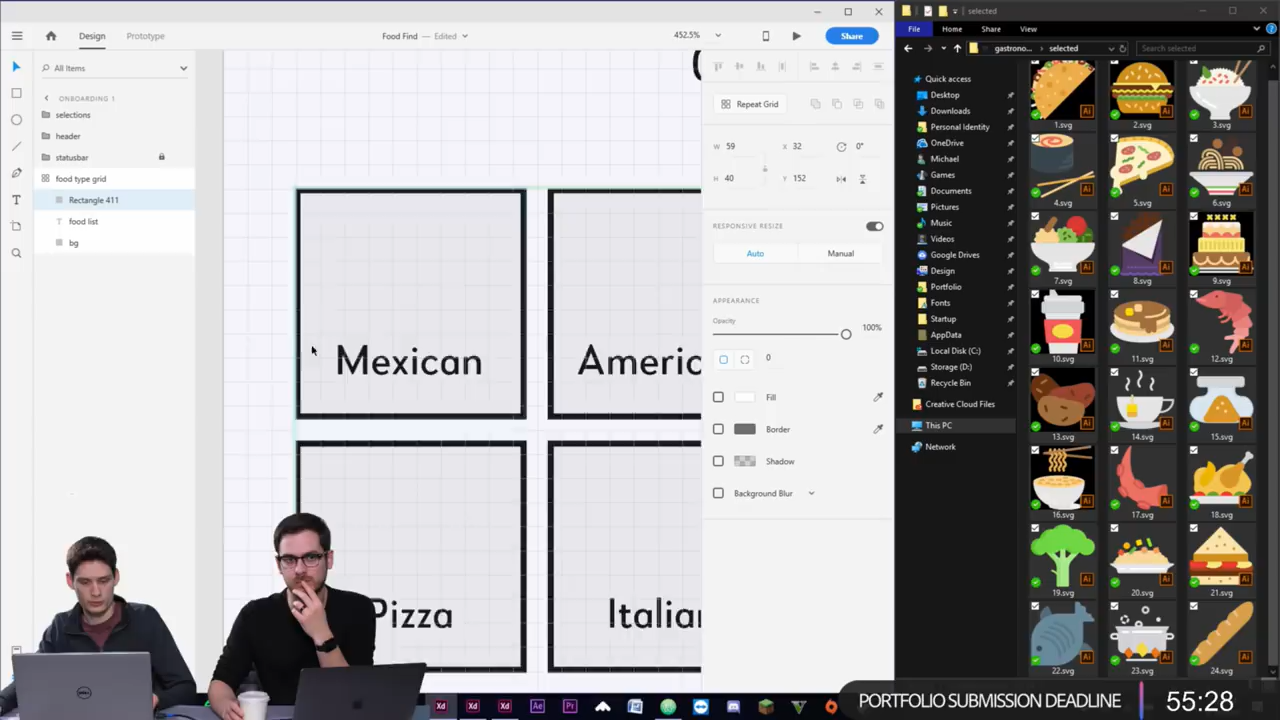 Design
Prototype
Food Find — Edited
452.5%
Share
All Items
ONBOARDING 1
selections
header
statusbar
food type grid
Rectangle 411
food list
bg
Mexican
Americ
Pizza
Italian
Repeat Grid
W 59
X 32
0°
H 40
Y 152
RESPONSIVE RESIZE
Auto
Manual
APPEARANCE
Opacity
100%
0
Fill
Border
Shadow
Background Blur
selected
File
Home
Share
View
gastrono...
selected
Search selected
Quick access
Desktop
Downloads
Personal Identity
OneDrive
Michael
Games
Documents
Pictures
Music
Videos
Google Drives
Design
Portfolio
Fonts
Startup
AppData
Local Disk (C:)
Storage (D:)
Recycle Bin
Creative Cloud Files
This PC
Network
1.svg
2.svg
3.svg
4.svg
5.svg
6.svg
7.svg
8.svg
9.svg
10.svg
11.svg
12.svg
13.svg
14.svg
15.svg
16.svg
17.svg
18.svg
19.svg
20.svg
21.svg
22.svg
23.svg
24.svg
DELL
Xd
Xd
Xd
Ae
Pr
PORTFOLIO SUBMISSION DEADLINE
55:28